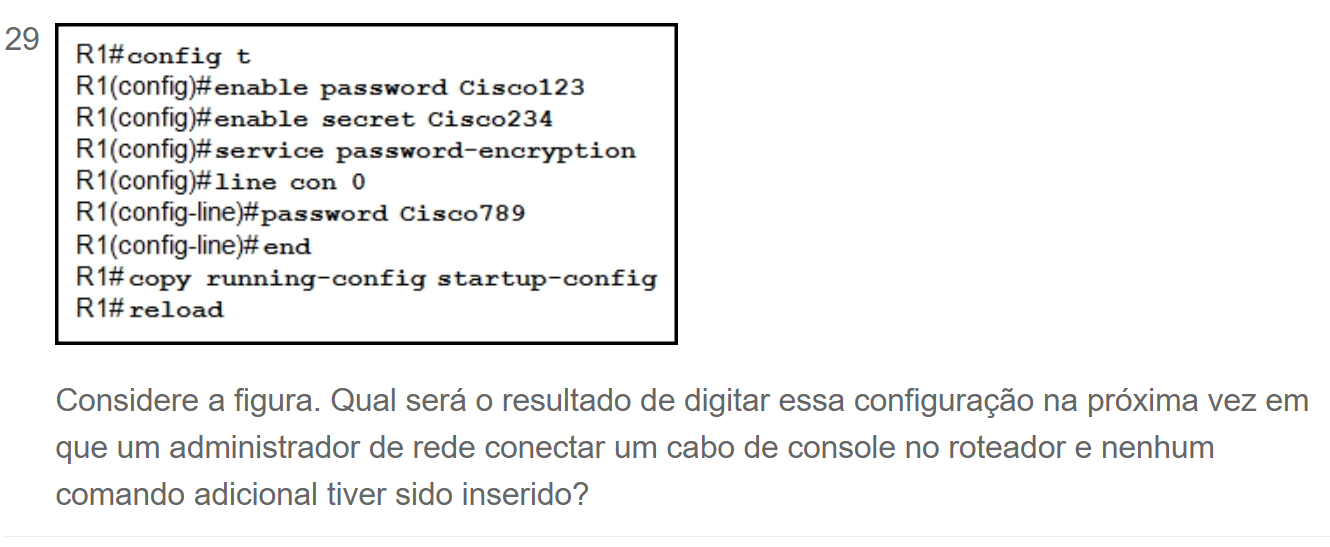 29
R1#config t
R1(config)#enable password Cisco123
R1(config)#enable secret Cisco234
R1(config)#service password-encryption
R1(config)#line con 0
R1(config-line)#password Cisco789
R1(config-line)#end
R1#copy running-config startup-config
R1#reload
Considere a figura. Qual será o resultado de digitar essa configuração na próxima vez em
que um administrador de rede conectar um cabo de console no roteador e nenhum
comando adicional tiver sido inserido?